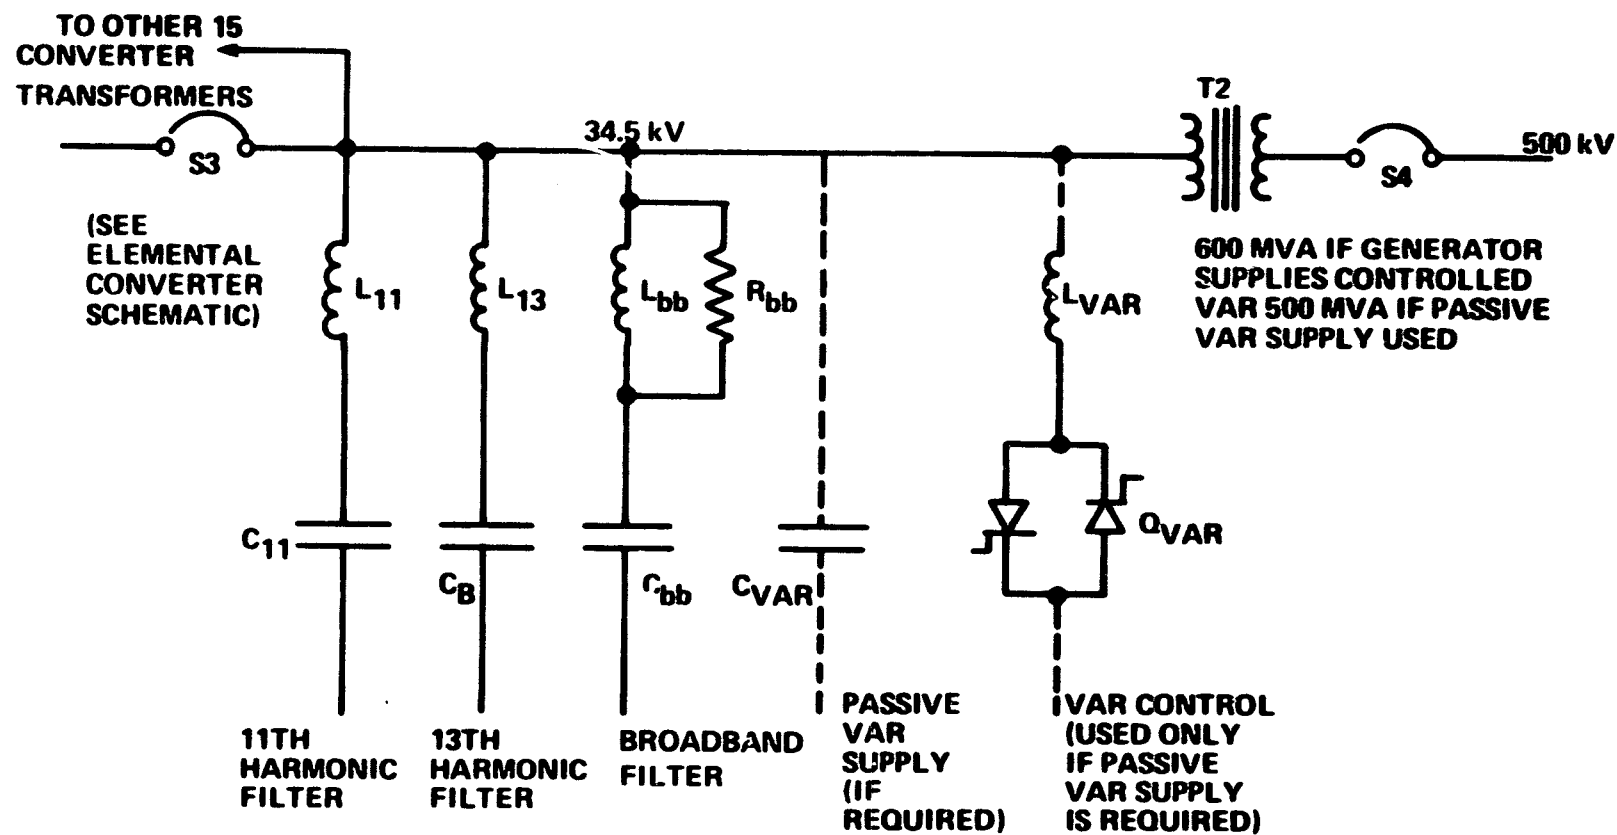 TO OTHER 15
CONVERTER
TRANSFORMERS
S3
(SEE
ELEMENTAL
CONVERTER
SCHEMATIC)
34.5 kV
T2
S4
500 kV
600 MVA IF GENERATOR
SUPPLIES CONTROLLED
VAR 500 MVA IF PASSIVE
VAR SUPPLY USED
L11
L13
Lbb
Rbb
LVAR
C11
CB
Cbb
CVAR
QVAR
11TH
HARMONIC
FILTER
13TH
HARMONIC
FILTER
BROADBAND
FILTER
PASSIVE
VAR
SUPPLY
(IF
REQUIRED)
VAR CONTROL
(USED ONLY
IF PASSIVE
VAR SUPPLY
IS REQUIRED)